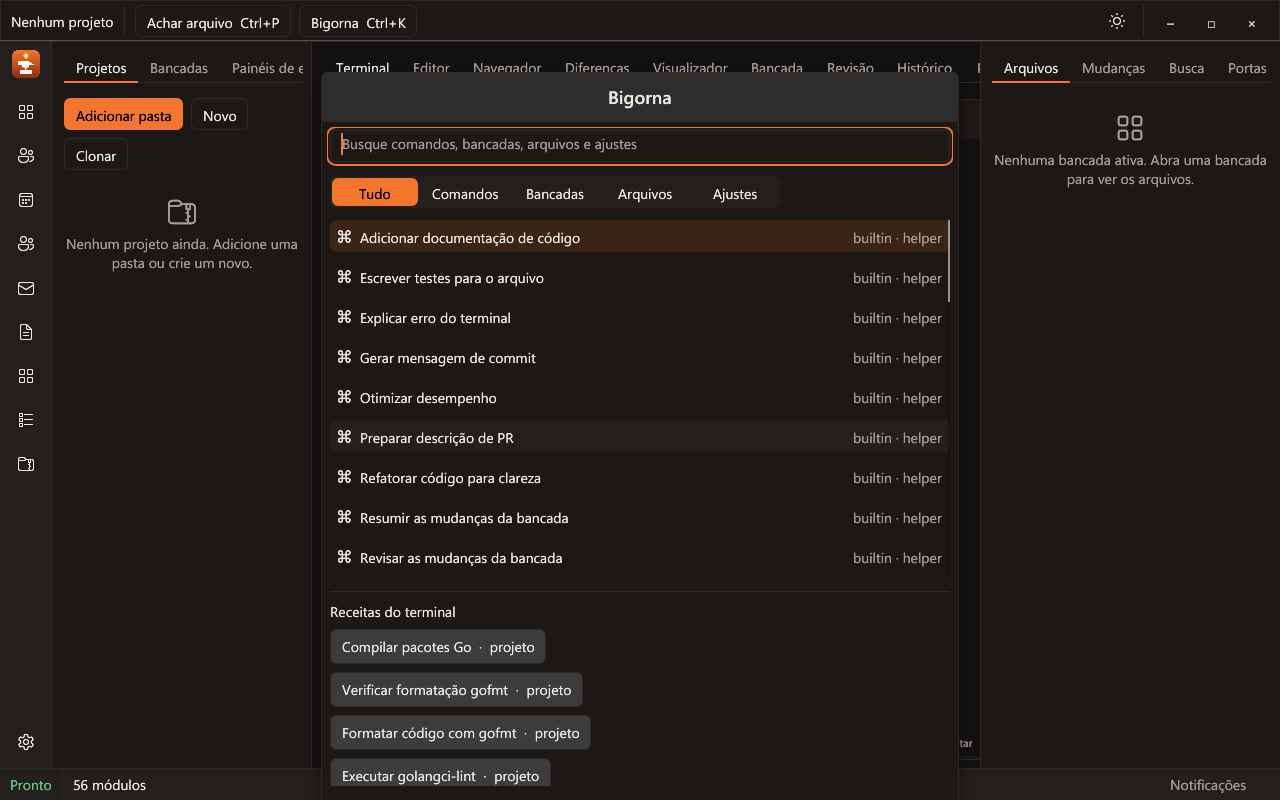 Nenhum projeto
Achar arquivo Ctrl+P
Bigorna Ctrl+K
Projetos
Bancadas
Painéis de e
Adicionar pasta
Novo
Clonar
Nenhum projeto ainda. Adicione uma
pasta ou crie um novo.
Terminal
Editor
Navegador
Diferenças
Visualizador
Bancada
Revisão
Histórico
Bigorna
Busque comandos, bancadas, arquivos e ajustes
Tudo
Comandos
Bancadas
Arquivos
Ajustes
Adicionar documentação de código builtin · helper
Escrever testes para o arquivo builtin · helper
Explicar erro do terminal builtin · helper
Gerar mensagem de commit builtin · helper
Otimizar desempenho builtin · helper
Preparar descrição de PR builtin · helper
Refatorar código para clareza builtin · helper
Resumir as mudanças da bancada builtin · helper
Revisar as mudanças da bancada builtin · helper
Receitas do terminal
Compilar pacotes Go · projeto
Verificar formatação gofmt · projeto
Formatar código com gofmt · projeto
Executar golangci-lint · projeto
tar
Arquivos
Mudanças
Busca
Portas
Nenhuma bancada ativa. Abra uma bancada
para ver os arquivos.
Pronto
56 módulos
Notificações